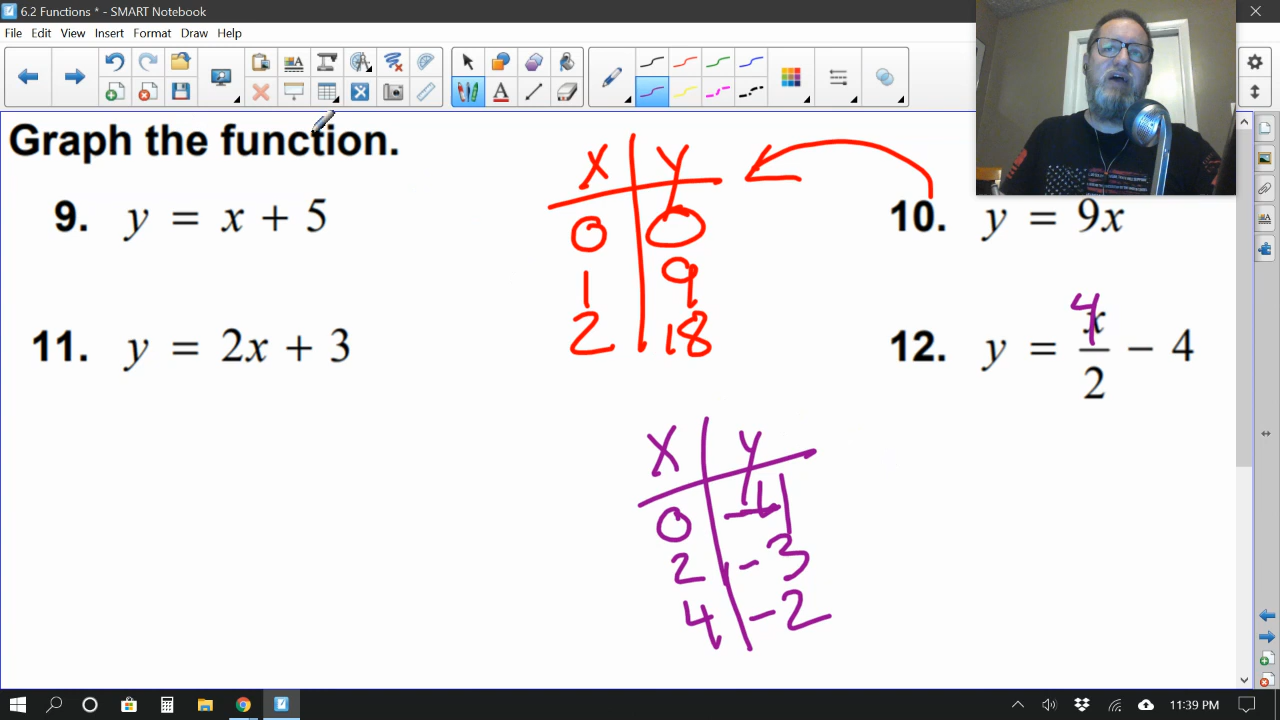 6.2 Functions * - SMART Notebook
File Edit View Insert Format Draw Help
Graph the function.
9. y = x + 5
10. y = 9x
11. y = 2x + 3
12. y = x/2 - 4
4
X Y
0 0
1 9
2 18
X Y
0 -4
2 -3
4 -2
11:39 PM